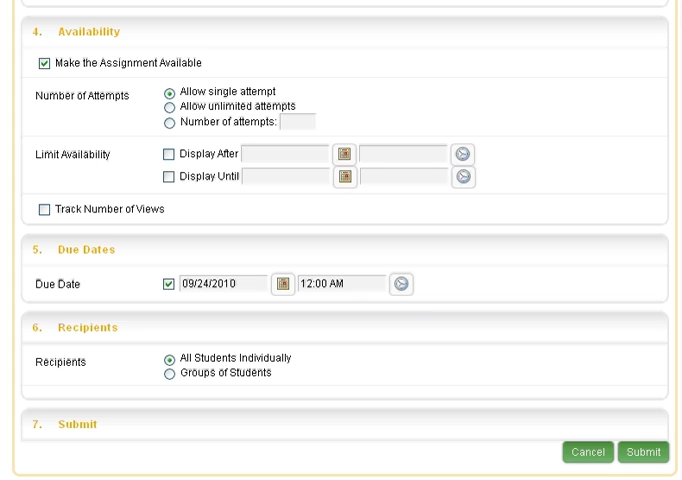 4. Availability
Make the Assignment Available
Number of Attempts
Allow single attempt
Allow unlimited attempts
Number of attempts:
Limit Availability
Display After
Display Until
Track Number of Views
5. Due Dates
Due Date 09/24/2010 12:00 AM
6. Recipients
Recipients
All Students Individually
Groups of Students
7. Submit
Cancel Submit